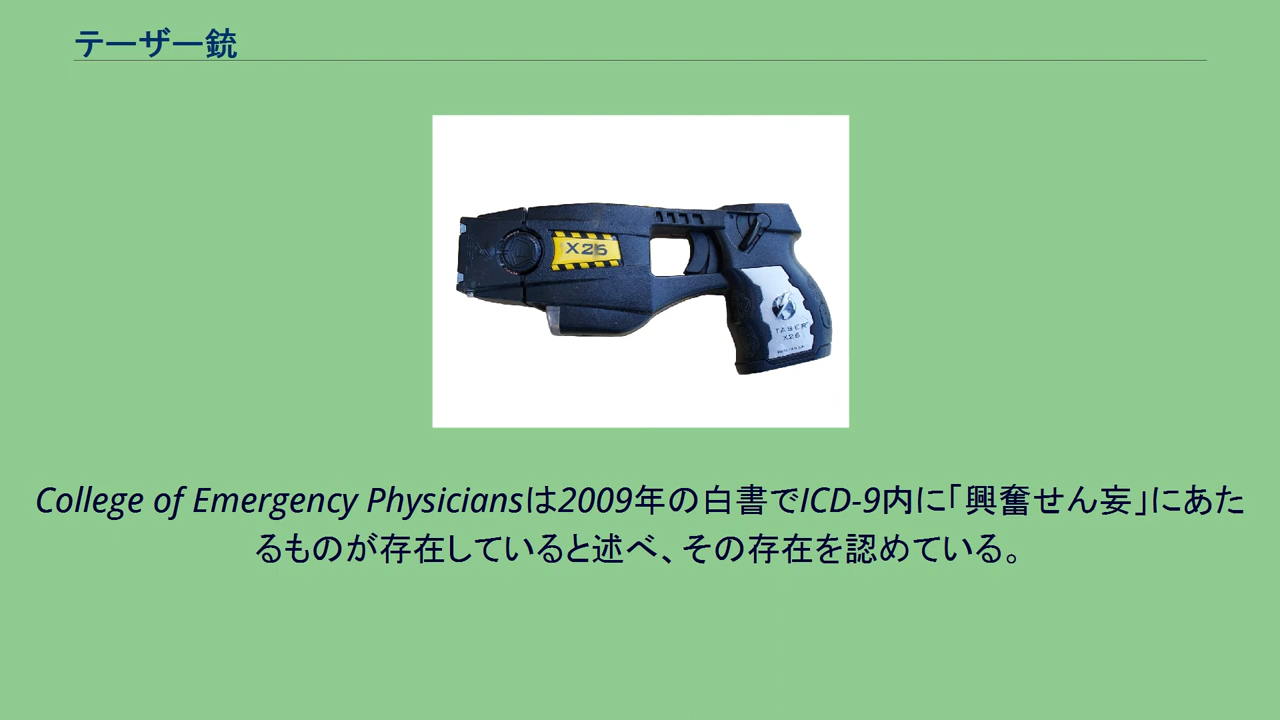 テーザー銃
X26
TASER
X26
College of Emergency Physiciansは2009年の白書でICD-9内に「興奮せん妄」にあた
るものが存在していると述べ、その存在を認めている。